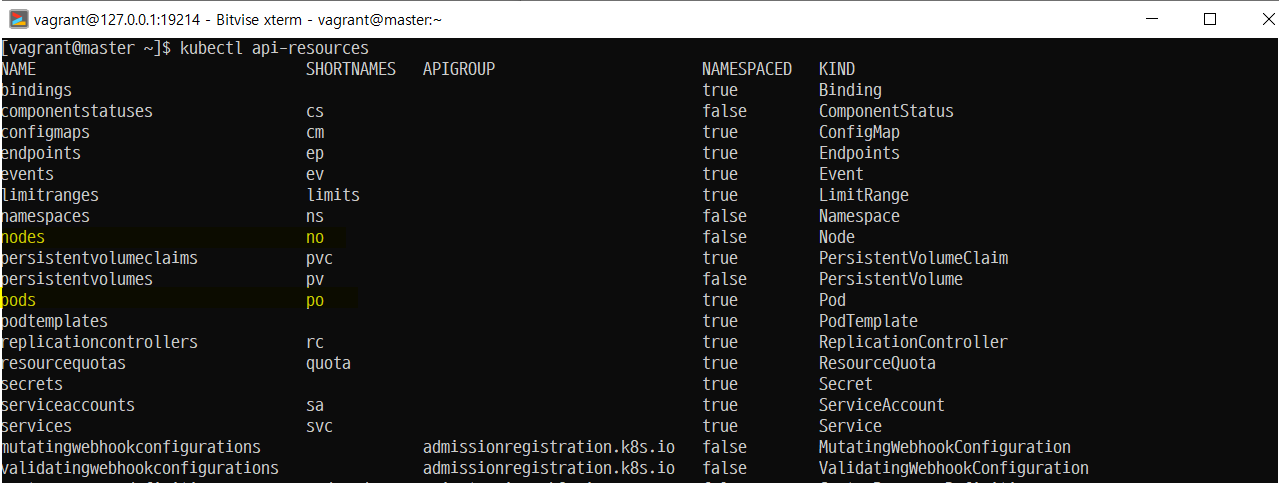 vagrant@127.0.0.1:19214 - Bitvise xterm - vagrant@master:~
[vagrant@master ~]$ kubectl api-resources
NAME SHORTNAMES APIGROUP NAMESPACED KIND
bindings true Binding
componentstatuses cs false ComponentStatus
configmaps cm true ConfigMap
endpoints ep true Endpoints
events ev true Event
limitranges limits true LimitRange
namespaces ns false Namespace
nodes no false Node
persistentvolumeclaims pvc true PersistentVolumeClaim
persistentvolumes pv false PersistentVolume
pods po true Pod
podtemplates true PodTemplate
replicationcontrollers rc true ReplicationController
resourcequotas quota true ResourceQuota
secrets true Secret
serviceaccounts sa true ServiceAccount
services svc true Service
mutatingwebhookconfigurations admissionregistration.k8s.io false MutatingWebhookConfiguration
validatingwebhookconfigurations admissionregistration.k8s.io false ValidatingWebhookConfiguration